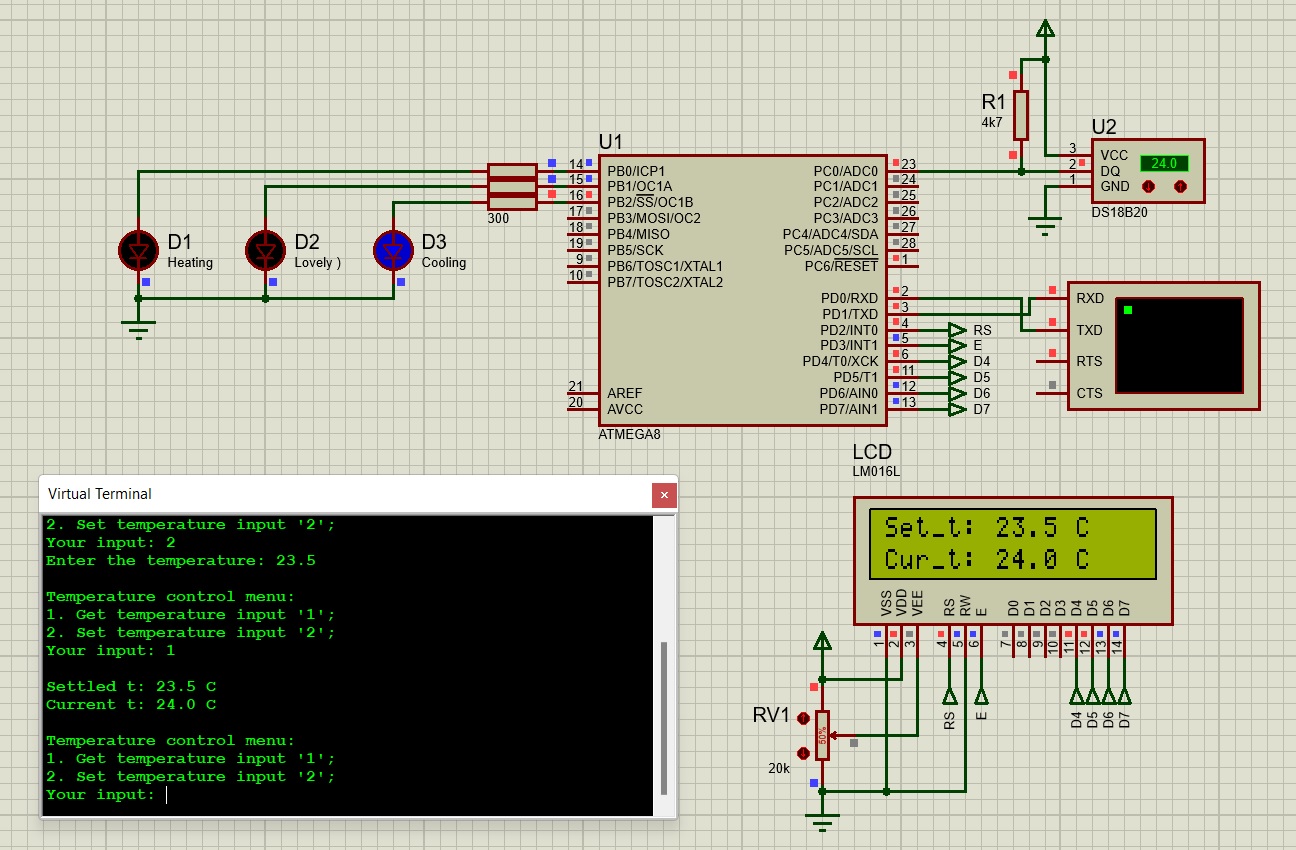 R1
4k7
U2
3
2
1
VCC
DQ
GND
24.0
DS18B20
U1
14
15
16
17
18
19
9
10
21
20
PB0/ICP1
PB1/OC1A
PB2/SS/OC1B
PB3/MOSI/OC2
PB4/MISO
PB5/SCK
PB6/TOSC1/XTAL1
PB7/TOSC2/XTAL2
AREF
AVCC
PC0/ADC0
PC1/ADC1
PC2/ADC2
PC3/ADC3
PC4/ADC4/SDA
PC5/ADC5/SCL
PC6/RESET
PD0/RXD
PD1/TXD
PD2/INT0
PD3/INT1
PD4/T0/XCK
PD5/T1
PD6/AIN0
PD7/AIN1
23
24
25
26
27
28
1
2
3
4
5
6
11
12
13
ATMEGA8
300
D1
Heating
D2
Lovely )
D3
Cooling
RS
E
D4
D5
D6
D7
RXD
TXD
RTS
CTS
LCD
LM016L
Set_t: 23.5 C
Cur_t: 24.0 C
VSS
VDD
VEE
RS
RW
E
D0
D1
D2
D3
D4
D5
D6
D7
1
2
3
4
5
6
7
8
9
10
11
12
13
14
RS
E
D4
D5
D6
D7
RV1
50%
20k
Virtual Terminal
2. Set temperature input '2';
Your input: 2
Enter the temperature: 23.5
Temperature control menu:
1. Get temperature input '1';
2. Set temperature input '2';
Your input: 1
Settled t: 23.5 C
Current t: 24.0 C
Temperature control menu:
1. Get temperature input '1';
2. Set temperature input '2';
Your input: